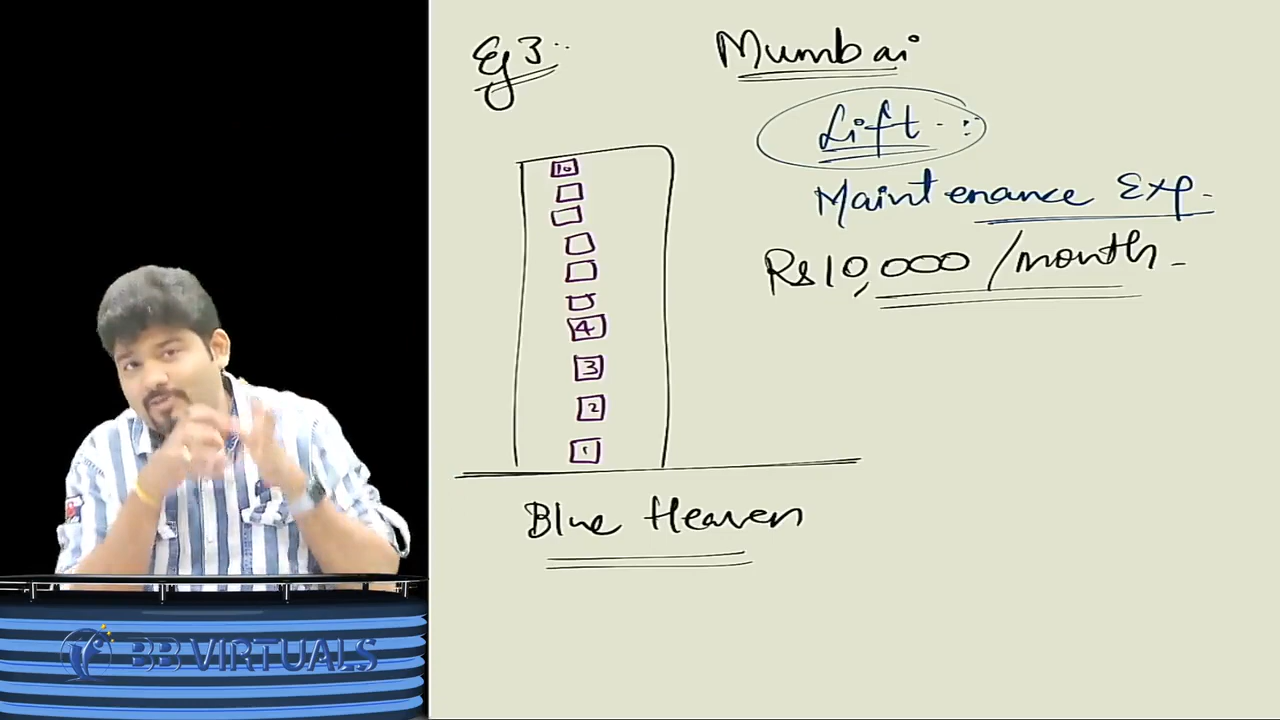 Eg 3..
Mumbai
Lift..:
Maintenance Exp.
Rs 10,000 /month-
10
4
3
2
1
Blue Heaven
BB VIRTUALS